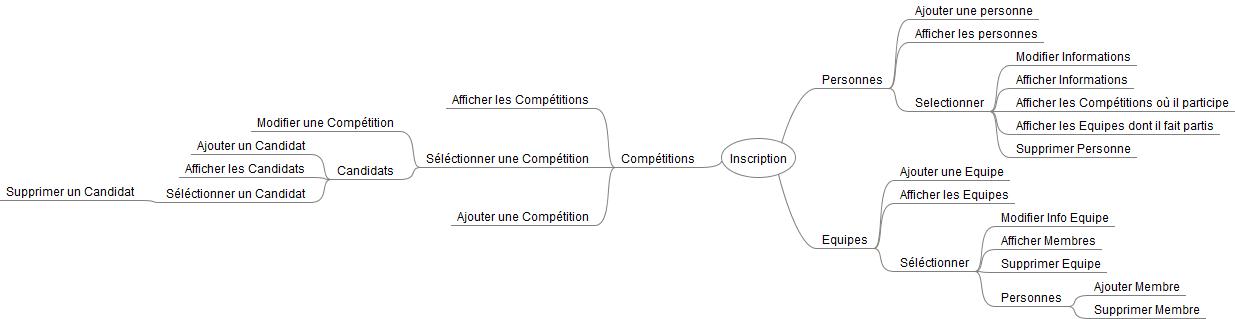 Inscription
Personnes
Ajouter une personne
Afficher les personnes
Selectionner
Modifier Informations
Afficher Informations
Afficher les Compétitions où il participe
Afficher les Equipes dont il fait partis
Supprimer Personne
Equipes
Ajouter une Equipe
Afficher les Equipes
Séléctionner
Modifier Info Equipe
Afficher Membres
Supprimer Equipe
Personnes
Ajouter Membre
Supprimer Membre
Compétitions
Afficher les Compétitions
Séléctionner une Compétition
Modifier une Compétition
Candidats
Ajouter un Candidat
Afficher les Candidats
Séléctionner un Candidat
Supprimer un Candidat
Ajouter une Compétition